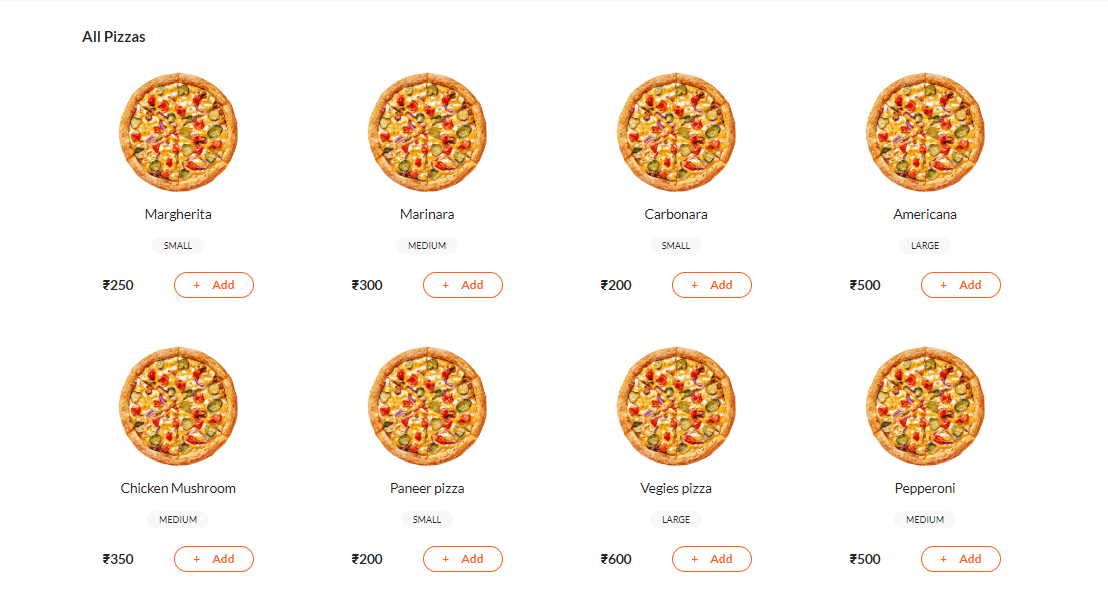 All Pizzas
Margherita Marinara Carbonara Americana
SMALL MEDIUM SMALL LARGE
₹250 + Add ₹300 + Add ₹200 + Add ₹500 + Add
Chicken Mushroom Paneer pizza Vegies pizza Pepperoni
MEDIUM SMALL LARGE MEDIUM
₹350 + Add ₹200 + Add ₹600 + Add ₹500 + Add